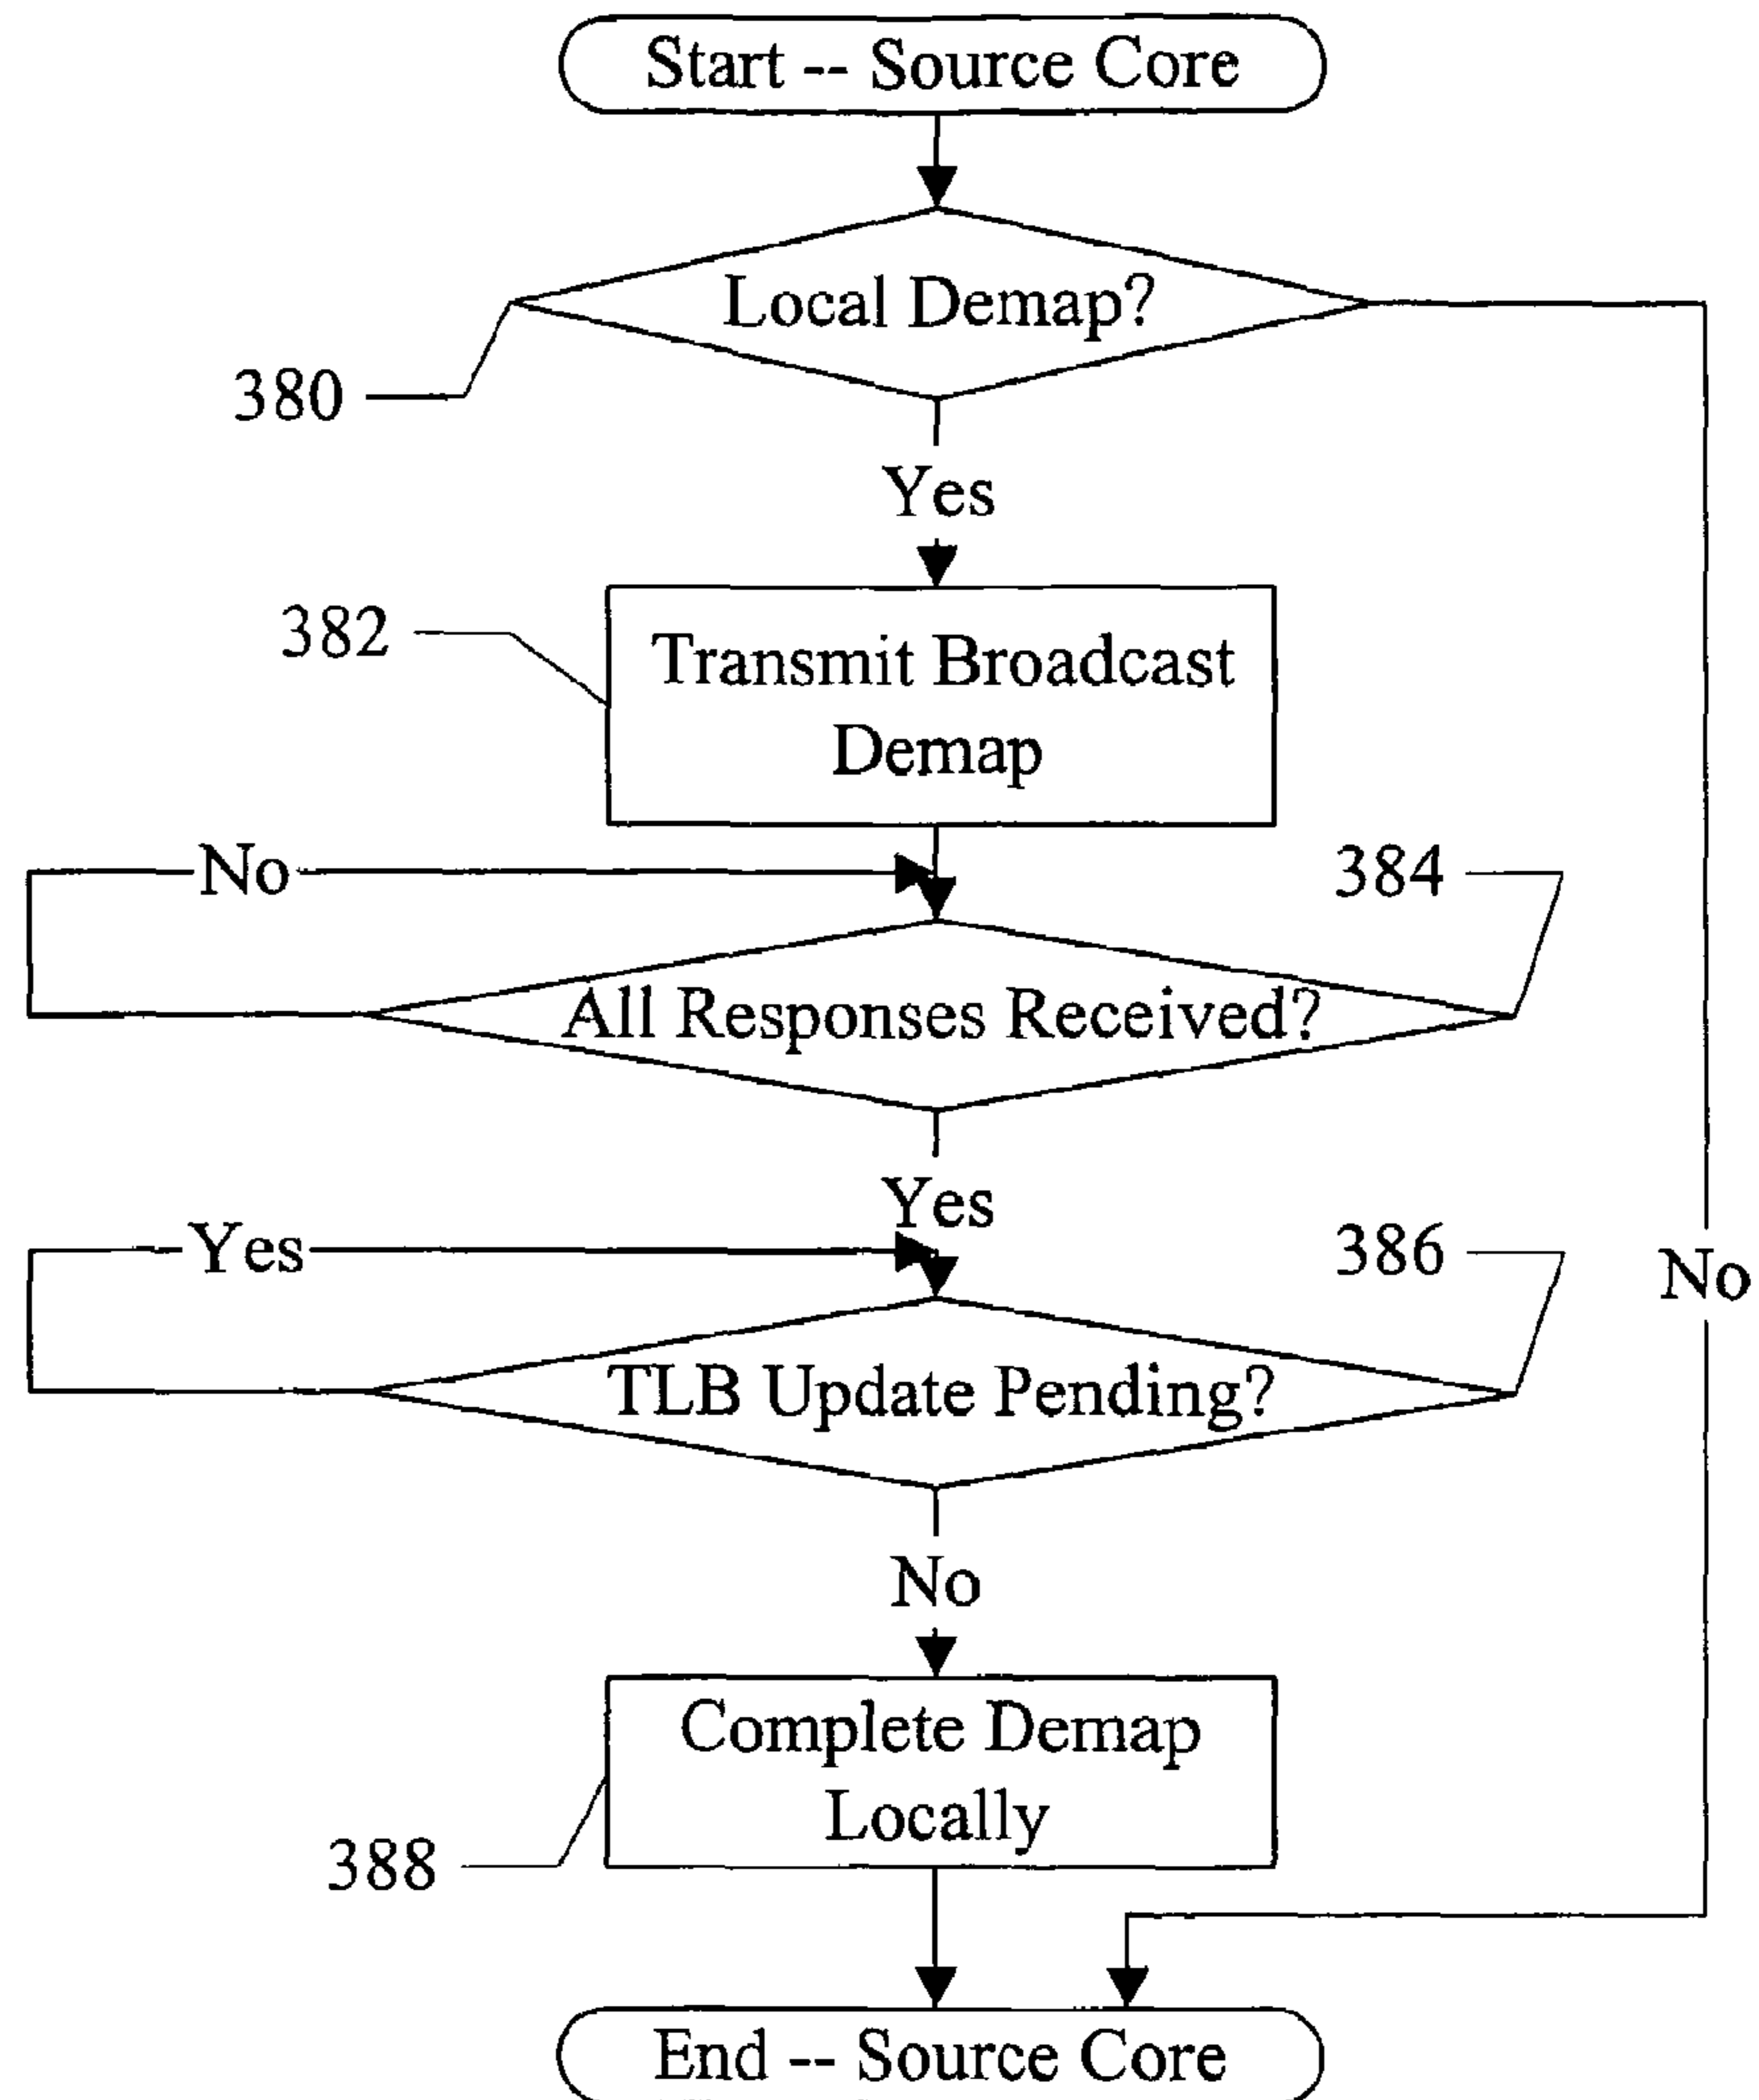 Start -- Source Core
Local Demap?
380
Yes
382
Transmit Broadcast
Demap
No
384
All Responses Received?
Yes
Yes
386
No
TLB Update Pending?
No
Complete Demap
Locally
388
End -- Source Core